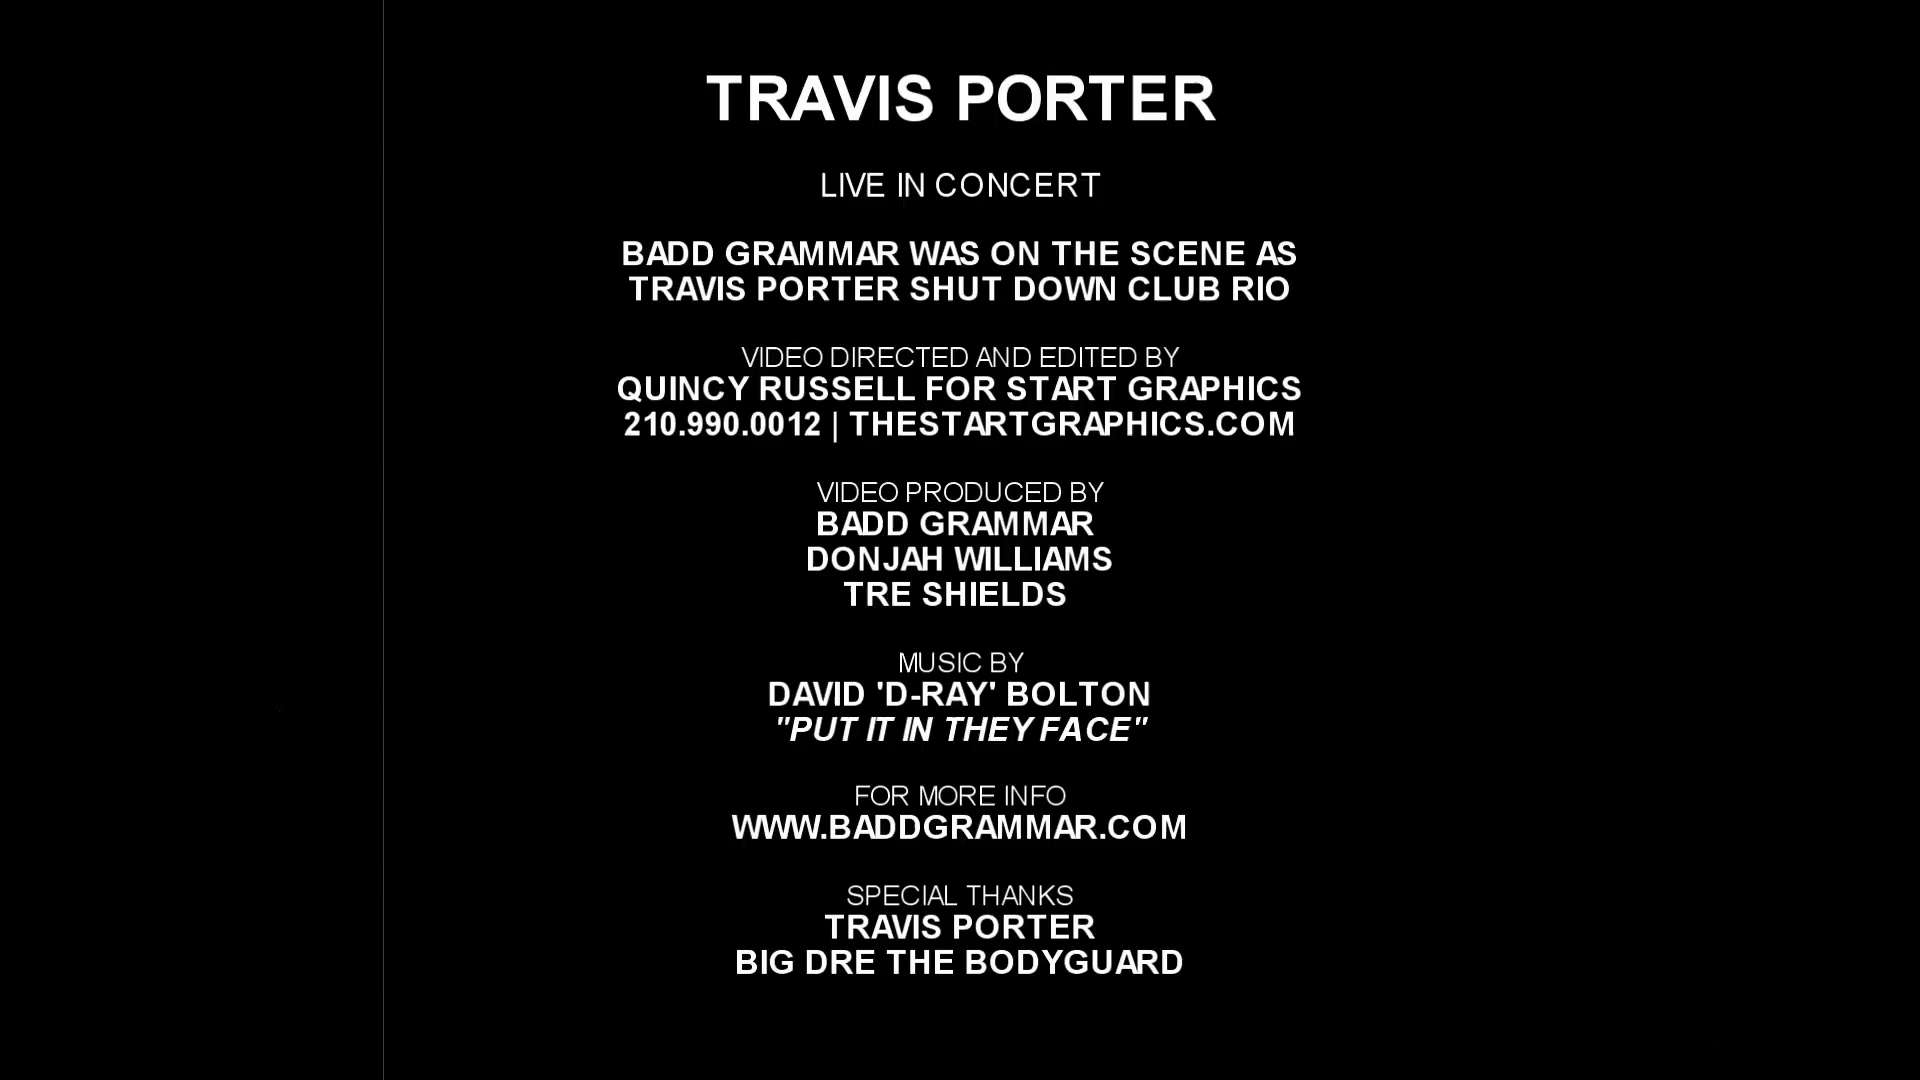 TRAVIS PORTER
LIVE IN CONCERT
BADD GRAMMAR WAS ON THE SCENE AS
TRAVIS PORTER SHUT DOWN CLUB RIO
VIDEO DIRECTED AND EDITED BY
QUINCY RUSSELL FOR START GRAPHICS
210.990.0012 | THESTARTGRAPHICS.COM
VIDEO PRODUCED BY
BADD GRAMMAR
DONJAH WILLIAMS
TRE SHIELDS
MUSIC BY
DAVID 'D-RAY' BOLTON
"PUT IT IN THEY FACE"
FOR MORE INFO
WWW.BADDGRAMMAR.COM
SPECIAL THANKS
TRAVIS PORTER
BIG DRE THE BODYGUARD